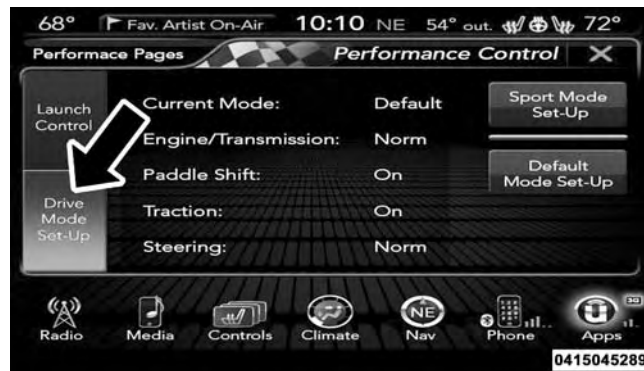 68° Fav. Artist On-Air 10:10 NE 54° out. 72°
Performace Pages Performance Control
Launch
Control
Current Mode: Default
Engine/Transmission: Norm
Paddle Shift: On
Traction: On
Steering: Norm
Sport Mode
Set-Up
Default
Mode Set-Up
Drive
Mode
Set-Up
NE
3G
Radio Media Controls Climate Nav Phone Apps
0415045289